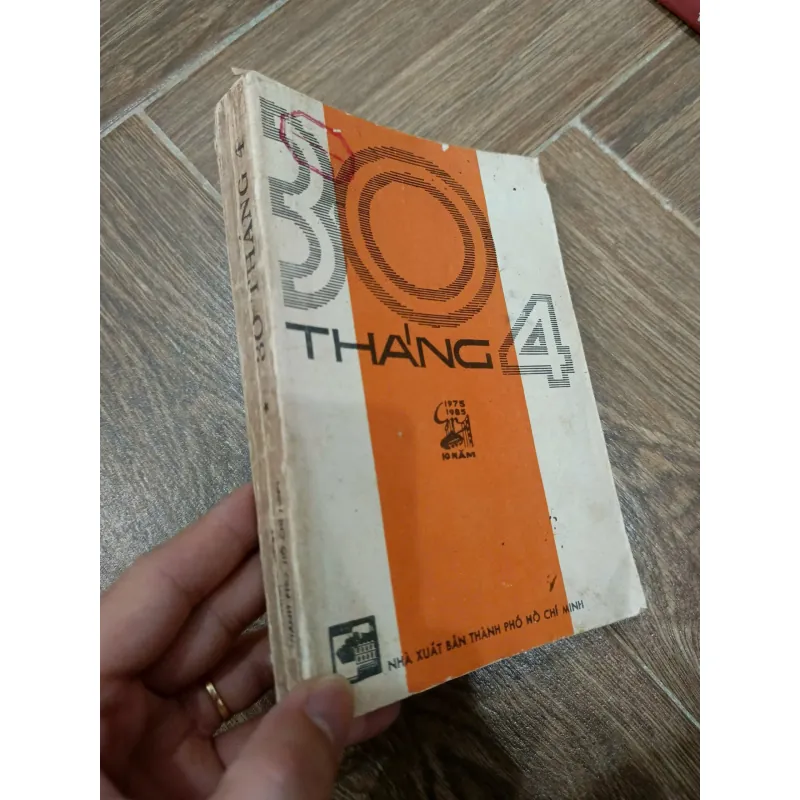 30
THÁNG 4
1975
1985
10 NĂM
NHÀ XUẤT BẢN THÀNH PHỐ HỒ CHÍ MINH
30 THÁNG 4